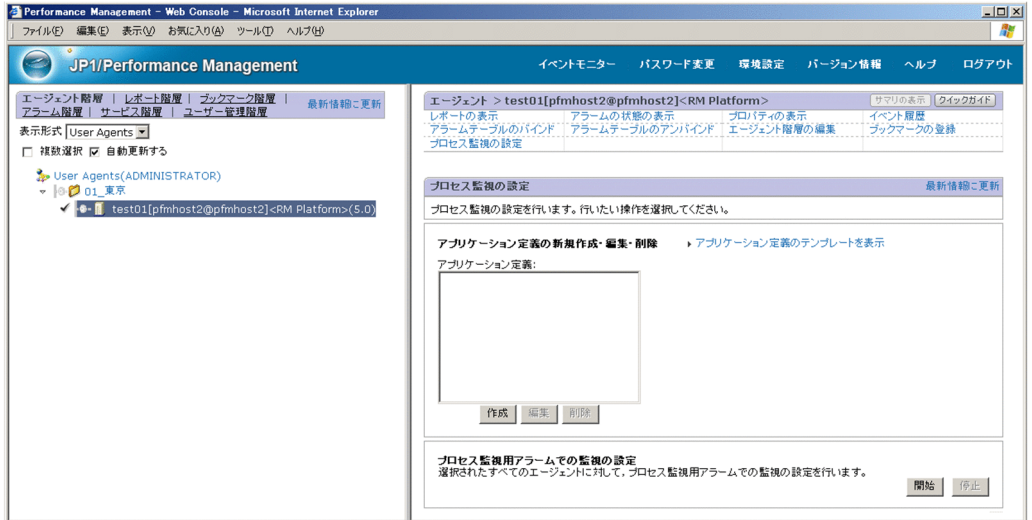 Performance Management - Web Console - Microsoft Internet Explorer
ファイル(F) 編集(E) 表示(V) お気に入り(A) ツール(T) ヘルプ(H)
JP1/Performance Management
イベントモニター パスワード変更 環境設定 バージョン情報 ヘルプ ログアウト
エージェント階層 | レポート階層 | ブックマーク階層 |
アラーム階層 | サービス階層 | ユーザー管理階層
最新情報に更新
表示形式 User Agents
複数選択 自動更新する
User Agents(ADMINISTRATOR)
01_東京
test01[pfmhost2@pfmhost2]<RM Platform>(5.0)
エージェント > test01[pfmhost2@pfmhost2]<RM Platform>
サマリの表示 クイックガイド
レポートの表示 アラームの状態の表示 プロパティの表示 イベント履歴
アラームテーブルのバインド アラームテーブルのアンバインド エージェント階層の編集 ブックマークの登録
プロセス監視の設定
プロセス監視の設定 最新情報に更新
プロセス監視の設定を行います。行いたい操作を選択してください。
アプリケーション定義の新規作成・編集・削除 アプリケーション定義のテンプレートを表示
アプリケーション定義:
作成 編集 削除
プロセス監視用アラームでの監視の設定
選択されたすべてのエージェントに対して,プロセス監視用アラームでの監視の設定を行います。
開始 停止